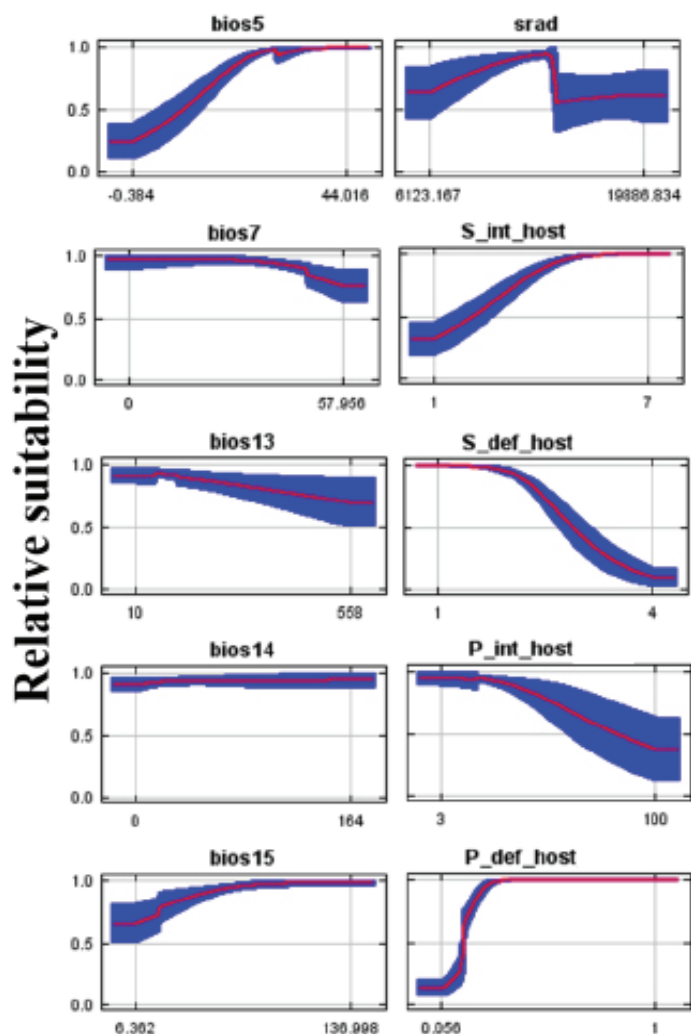 Relative suitability
bios5
1.0
0.5
0.0
-0.384 44.016
srad
6123.167 19886.834
bios7
1.0
0.5
0.0
0 57.956
S_int_host
1 7
bios13
1.0
0.5
0.0
10 558
S_def_host
1 4
bios14
1.0
0.5
0.0
0 164
P_int_host
3 100
bios15
1.0
0.5
0.0
6.362 136.998
P_def_host
0.056 1